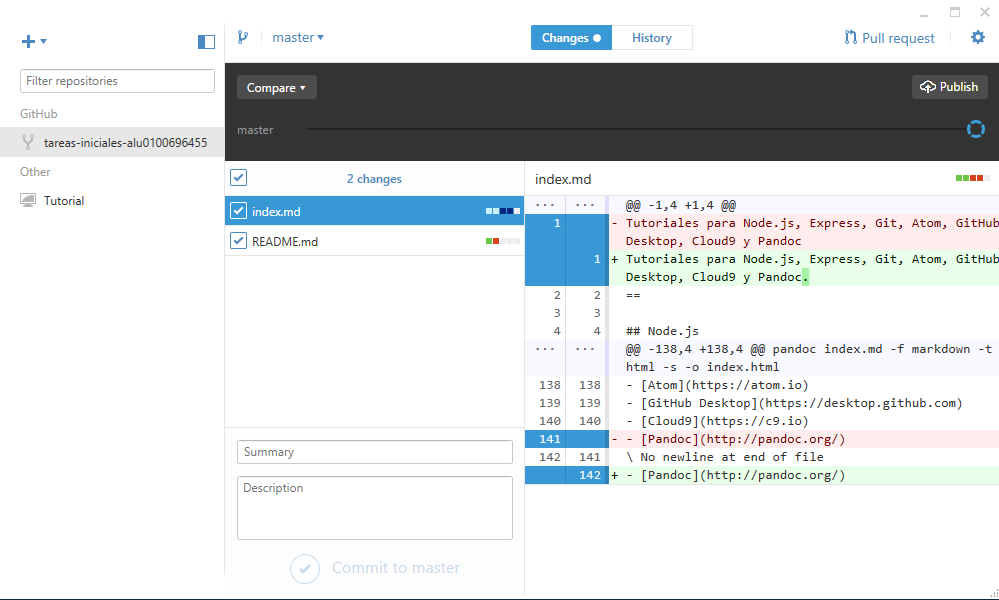 master
Changes
History
Pull request
Filter repositories
GitHub
tareas-iniciales-alu0100696455
Other
Tutorial
Compare
Publish
master
2 changes
index.md
README.md
Summary
Description
Commit to master
index.md
... ... @@ -1,4 +1,4 @@
1 - Tutoriales para Node.js, Express, Git, Atom, GitHub
Desktop, Cloud9 y Pandoc
1 + Tutoriales para Node.js, Express, Git, Atom, GitHub
Desktop, Cloud9 y Pandoc.
2 2 ==
3 3
4 4 ## Node.js
... ... @@ -138,4 +138,4 @@ pandoc index.md -f markdown -t
html -s -o index.html
138 138 - [Atom](https://atom.io)
139 139 - [GitHub Desktop](https://desktop.github.com)
140 140 - [Cloud9](https://c9.io)
141 - - [Pandoc](http://pandoc.org/)
142 141 \ No newline at end of file
142 + - [Pandoc](http://pandoc.org/)